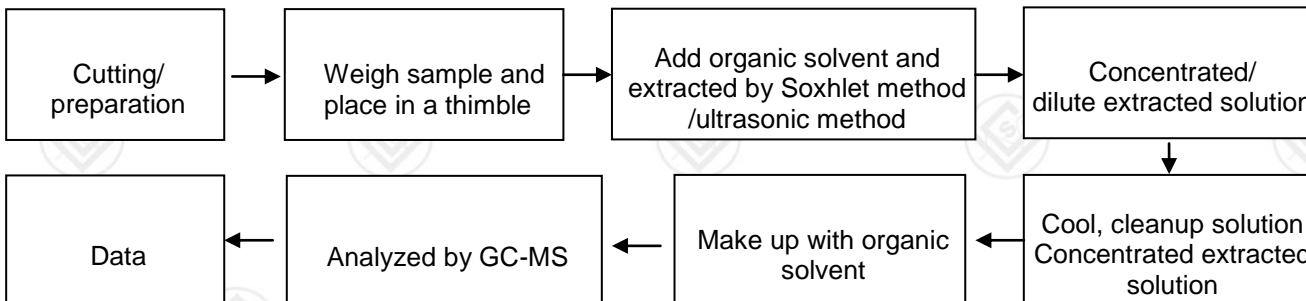 Cutting/
preparation
Weigh sample and
place in a thimble
Add organic solvent and
extracted by Soxhlet method
/ultrasonic method
Concentrated/
dilute extracted solution
Cool, cleanup solution
Concentrated extracted
solution
Make up with organic
solvent
Analyzed by GC-MS
Data